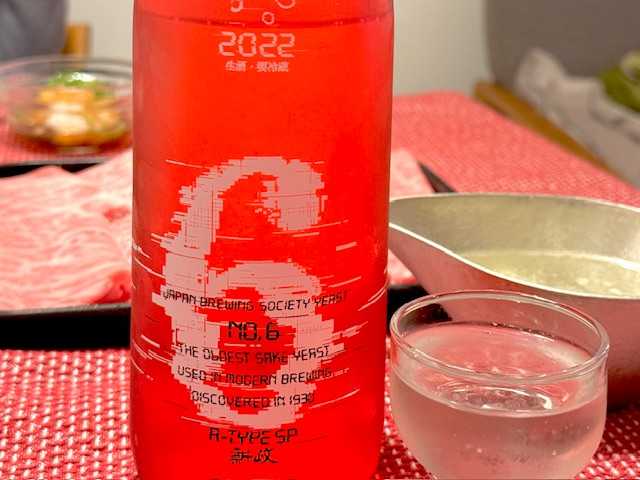 2022
生酒・要冷蔵
6
JAPAN BREWING SOCIETY YEAST
NO.6
THE OLDEST SAKE YEAST
USED IN MODERN BREWING
DISCOVERED IN 1930
R-TYPE SP
新政